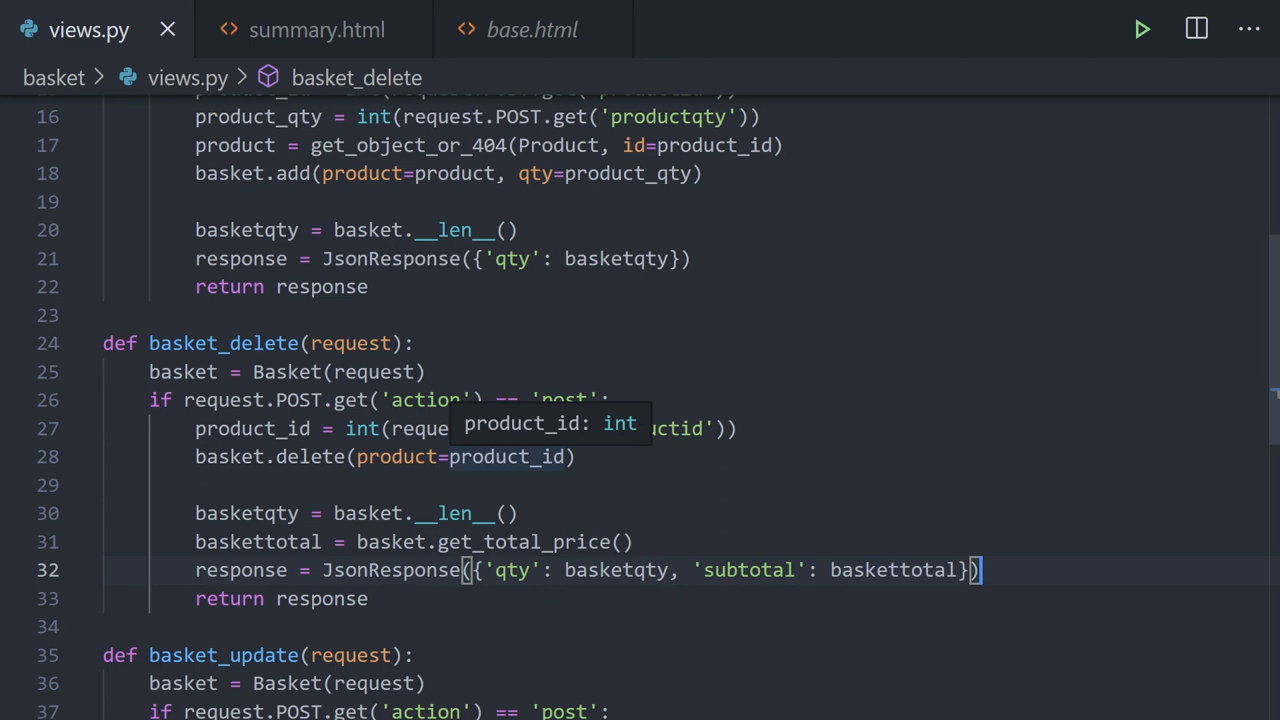 views.py summary.html base.html
basket > views.py > basket_delete
16 product_qty = int(request.POST.get('productqty'))
17 product = get_object_or_404(Product, id=product_id)
18 basket.add(product=product, qty=product_qty)
19
20 basketqty = basket.__len__()
21 response = JsonResponse({'qty': basketqty})
22 return response
23
24 def basket_delete(request):
25 basket = Basket(request)
26 if request.POST.get('action') == 'post':
product_id: int
27 product_id = int(reque uctid'))
28 basket.delete(product=product_id)
29
30 basketqty = basket.__len__()
31 baskettotal = basket.get_total_price()
32 response = JsonResponse({'qty': basketqty, 'subtotal': baskettotal})
33 return response
34
35 def basket_update(request):
36 basket = Basket(request)
37 if request.POST.get('action') == 'post':